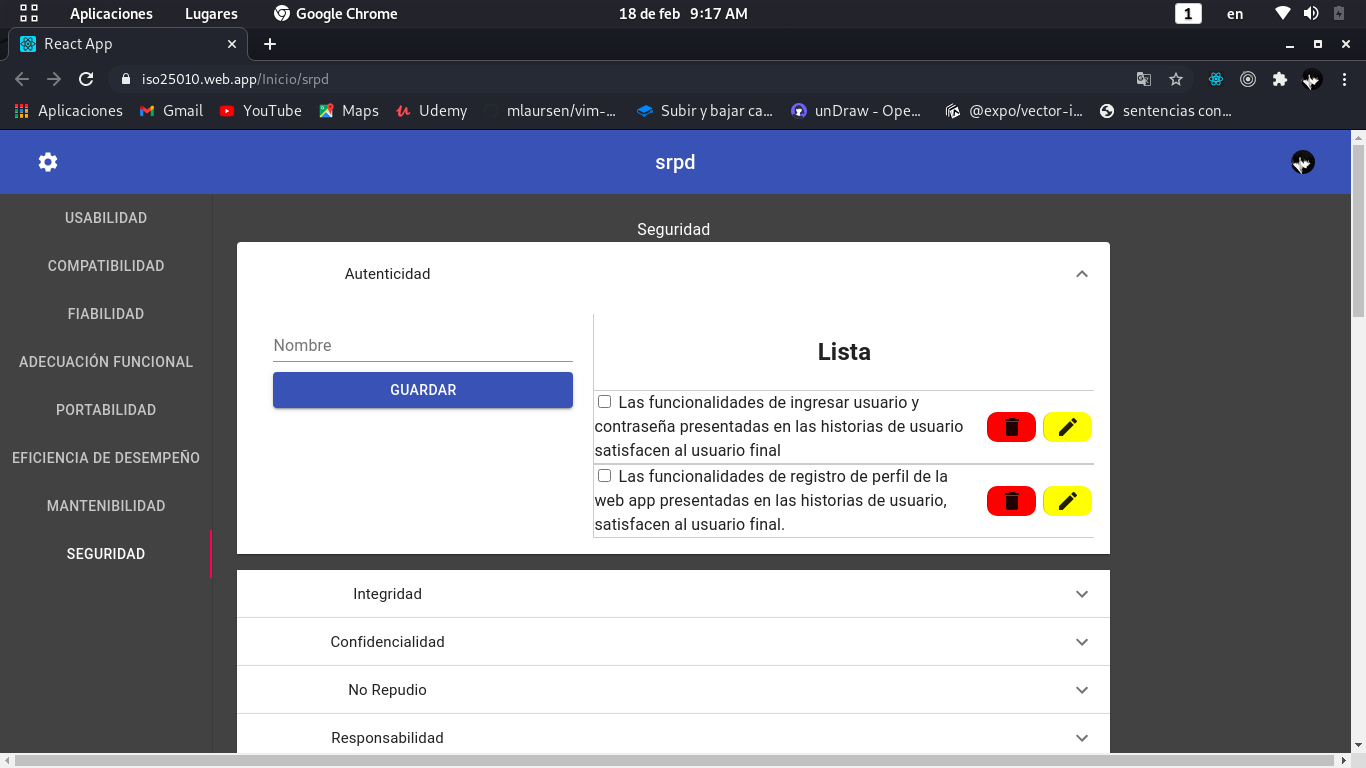 Aplicaciones Lugares Google Chrome 18 de feb 9:17 AM 1 en
React App
iso25010.web.app/Inicio/srpd
Aplicaciones Gmail YouTube Maps Udemy mlaursen/vim-... Subir y bajar ca... unDraw - Ope... @expo/vector-i... sentencias con...
srpd
USABILIDAD
COMPATIBILIDAD
FIABILIDAD
ADECUACIÓN FUNCIONAL
PORTABILIDAD
EFICIENCIA DE DESEMPEÑO
MANTENIBILIDAD
SEGURIDAD
Seguridad
Autenticidad
Nombre
GUARDAR
Lista
Las funcionalidades de ingresar usuario y
contraseña presentadas en las historias de usuario
satisfacen al usuario final
Las funcionalidades de registro de perfil de la
web app presentadas en las historias de usuario,
satisfacen al usuario final.
Integridad
Confidencialidad
No Repudio
Responsabilidad